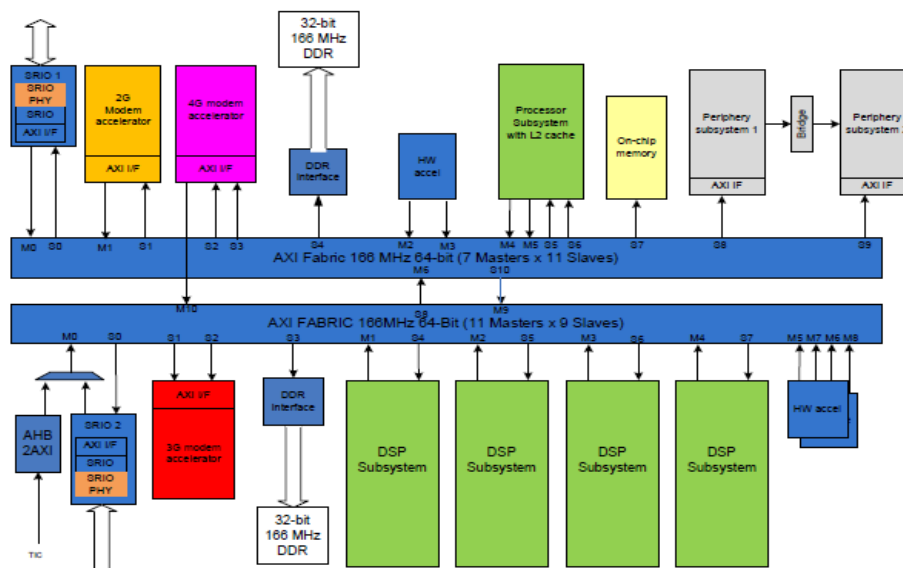 32-bit
166 MHz
DDR
SRIO 1
SRIO
PHY
SRIO
AXI I/F
2G
Modem
accelerator
AXI I/F
4G modem
accelerator
AXI I/F
DDR
Interface
HW
accel
Processor
Subsystem
with L2 cache
On-chip
memory
Periphery
subsystem 1
AXI IF
Bridge
Periphery
subsystem
AXI IF
M0 S0 M1 S1 S2 S3 S4 M2 M3 M4 M5 S5 S6 S7 S8 S9
AXI Fabric 166 MHz 64-bit (7 Masters x 11 Slaves)
M6 S10
M10 S8 M9
AXI FABRIC 166MHz 64-Bit (11 Masters x 9 Slaves)
M0 S0 S1 S2 S3 M1 S4 M2 S5 M3 S6 M4 S7 M5 M7 M6 M8
AHB
2AXI
TIC
SRIO 2
AXI I/F
SRIO
SRIO
PHY
AXI I/F
3G modem
accelerator
DDR
Interface
32-bit
166 MHz
DDR
DSP
Subsystem
DSP
Subsystem
DSP
Subsystem
DSP
Subsystem
HW accel